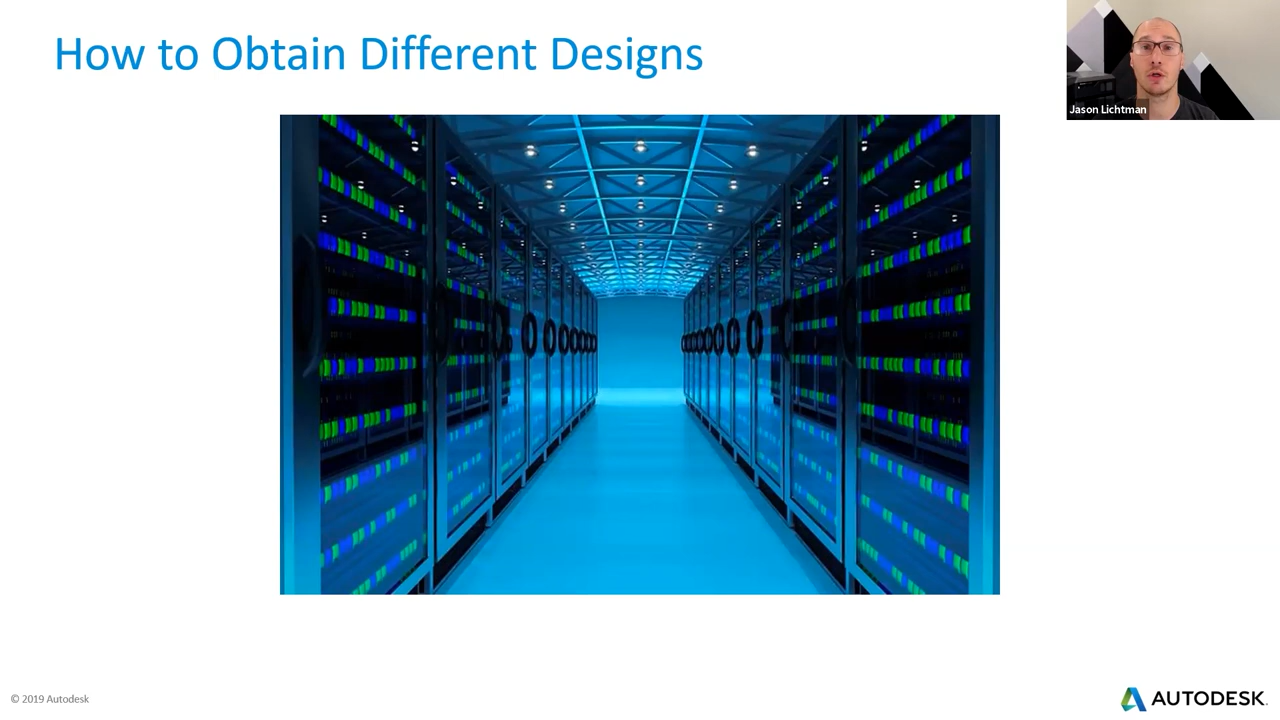 How to Obtain Different Designs
Jason Lichtman
© 2019 Autodesk
AUTODESK.